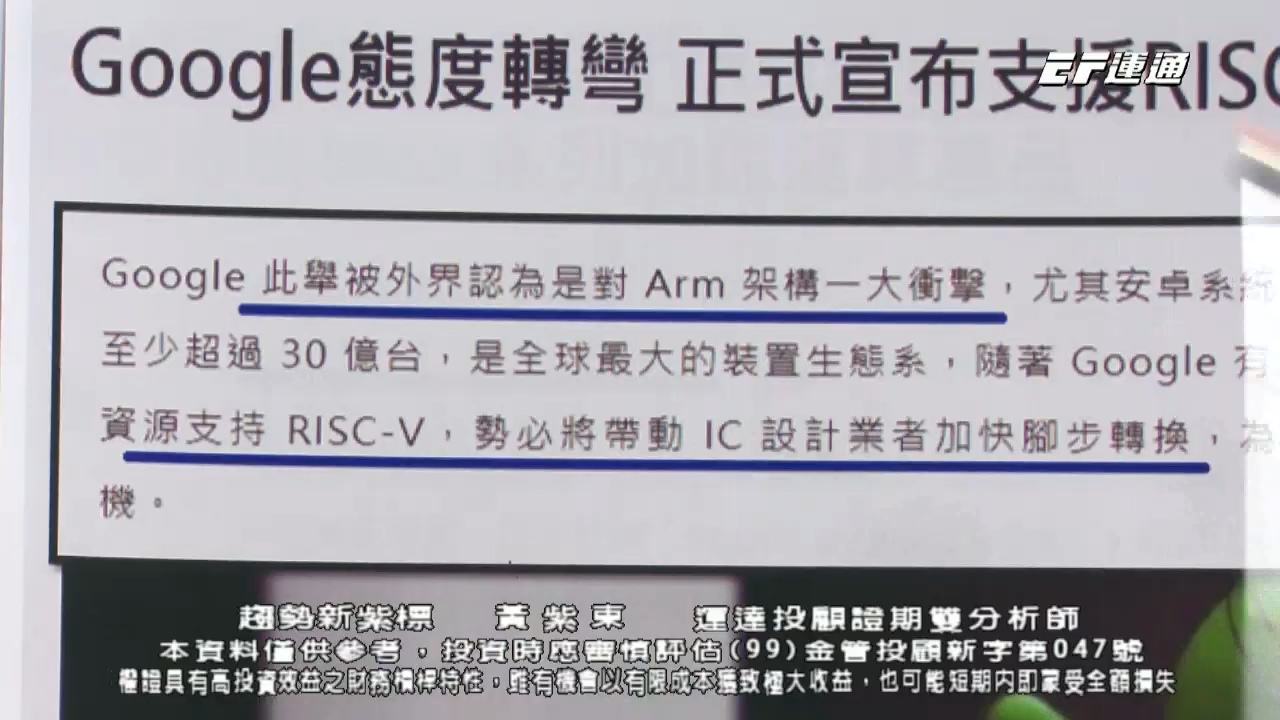 Google態度轉彎 正式宣布支援RISC
運通
Google 此舉被外界認為是對 Arm 架構一大衝擊，尤其安卓系統
至少超過 30 億台，是全球最大的裝置生態系，隨著 Google 有
資源支持 RISC-V，勢必將帶動 IC 設計業者加快腳步轉換，為
機。
趨勢新紫標 黃紫東 運達投顧證期雙分析師
本資料僅供參考，投資時應審慎評估(99)金管投顧新字第047號
權證具有高投資效益之財務槓桿特性，雖有機會以有限成本獲致極大收益，也可能短期內即蒙受全額損失